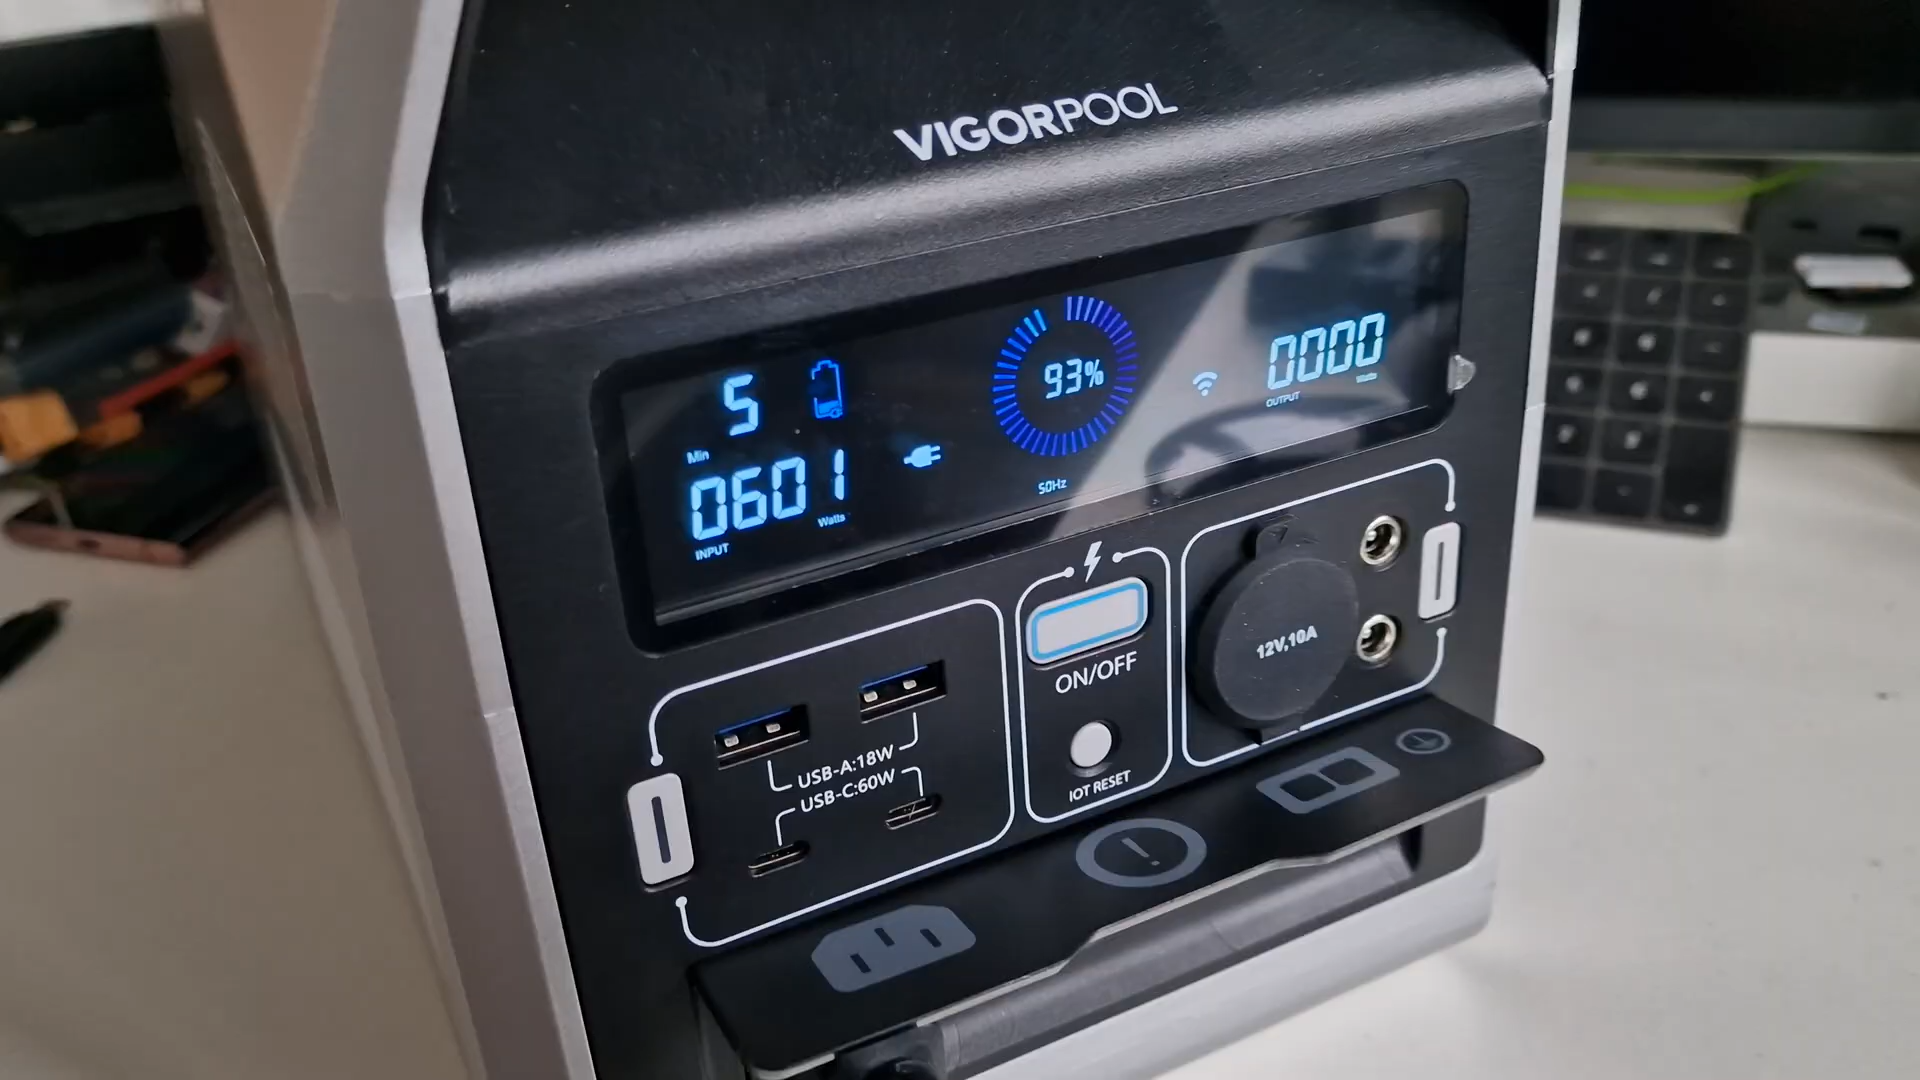 VIGORPOOL
5
Min
93%
0000
Watts
OUTPUT
0601
Watts
INPUT
50Hz
12V,10A
ON/OFF
USB-A:18W
USB-C:60W
IOT RESET
!